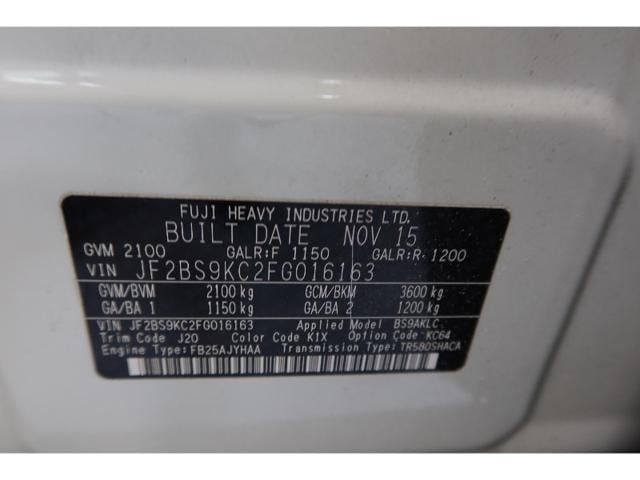 FUJI HEAVY INDUSTRIES LTD.
BUILT DATE NOV 15
GVM 2100 GALR:F 1150 GALR:R 1200
VIN JF2BS9KC2FG016163
GVM/BVM 2100 kg GCM/BKM 3600 kg
GA/BA 1 1150 kg GA/BA 2 1200 kg
VIN JF2BS9KC2FG016163 Applied Model BS9AKLC
Trim Code J20 Color Code K1X Option Code KC64
Engine Type FB25AJYHAA Transmission Type TR580SHACA